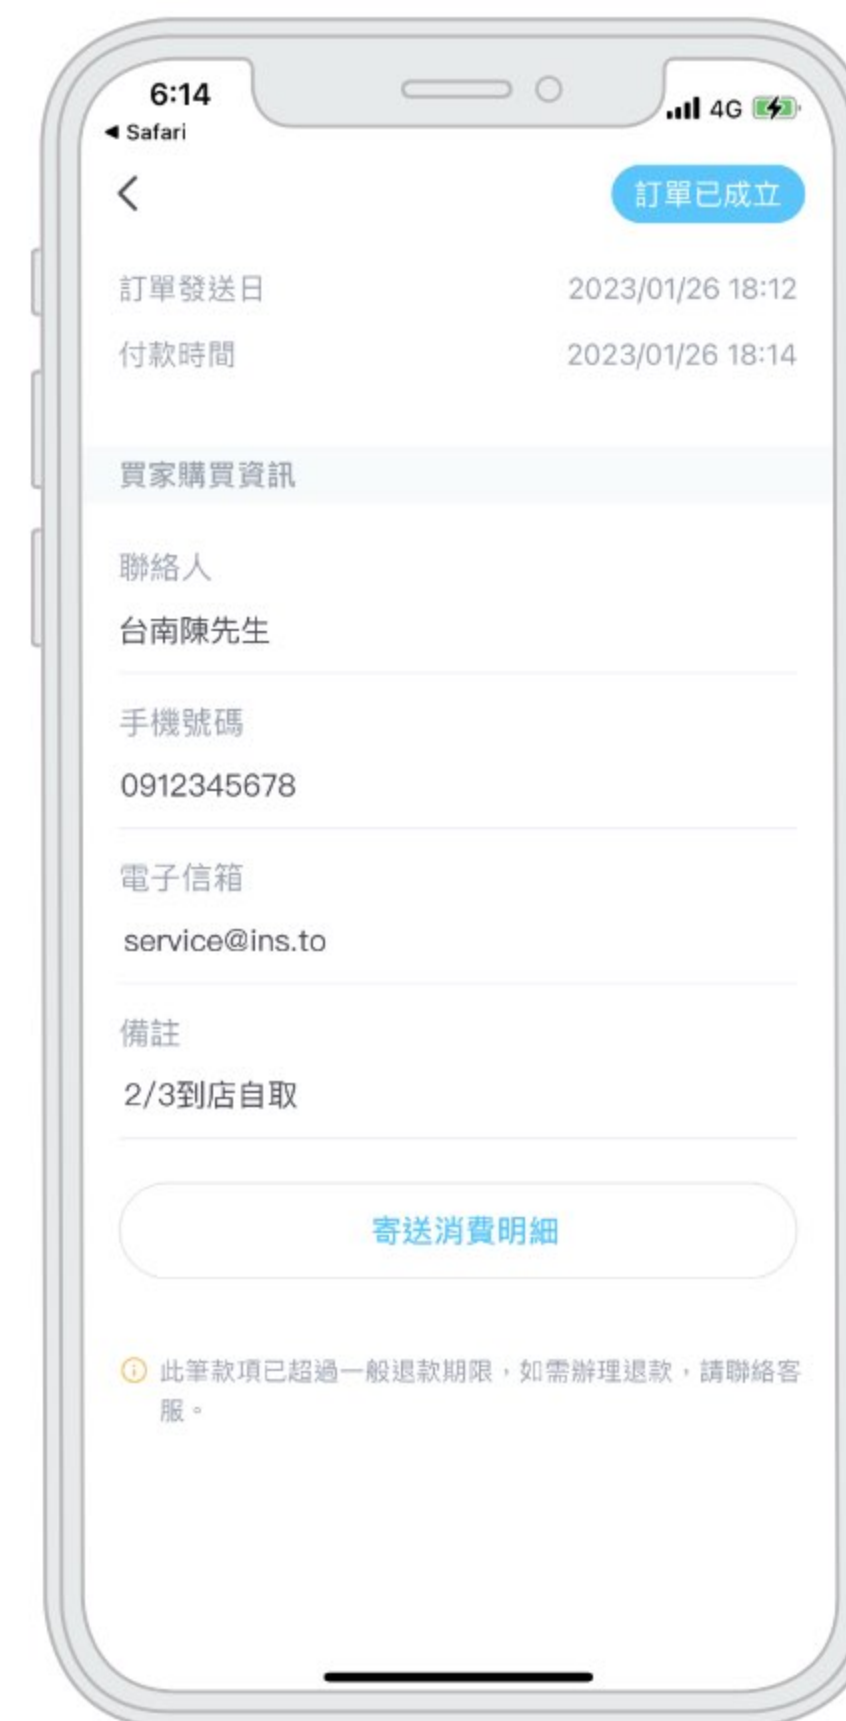 6:14
4G
◀ Safari
訂單已成立
訂單發送日 2023/01/26 18:12
付款時間 2023/01/26 18:14
買家購買資訊
聯絡人
台南陳先生
手機號碼
0912345678
電子信箱
service@ins.to
備註
2/3到店自取
寄送消費明細
此筆款項已超過一般退款期限，如需辦理退款，請聯絡客
服。